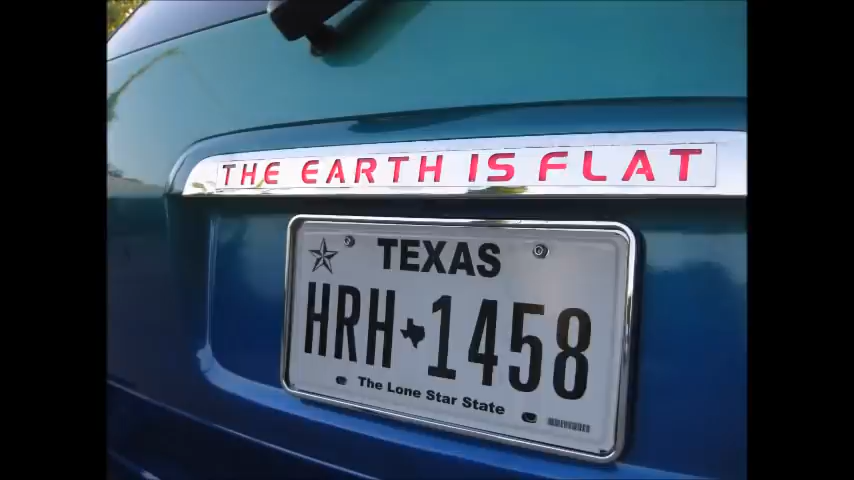 THE EARTH IS FLAT
TEXAS
HRH 1458
The Lone Star State